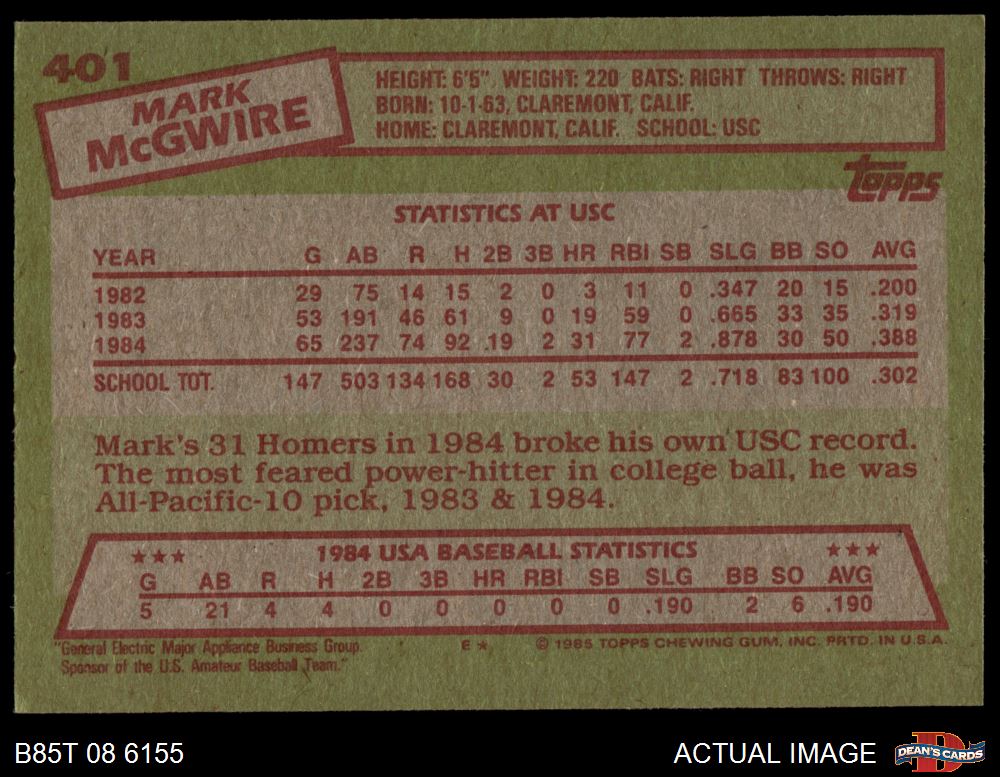 401
MARK
McGWIRE
HEIGHT: 6'5" WEIGHT: 220 BATS: RIGHT THROWS: RIGHT
BORN: 10-1-63, CLAREMONT, CALIF.
HOME: CLAREMONT, CALIF. SCHOOL: USC
topps
STATISTICS AT USC
YEAR G AB R H 2B 3B HR RBI SB SLG BB SO AVG
1982 29 75 14 15 2 0 3 11 0 .347 20 15 .200
1983 53 191 46 61 9 0 19 59 0 .665 33 35 .319
1984 65 237 74 92 19 2 31 77 2 .878 30 50 .388
SCHOOL TOT. 147 503 134 168 30 2 53 147 2 .718 83 100 .302
Mark's 31 Homers in 1984 broke his own USC record.
The most feared power-hitter in college ball, he was
All-Pacific-10 pick, 1983 & 1984.
★★★ 1984 USA BASEBALL STATISTICS ★★★
G AB R H 2B 3B HR RBI SB SLG BB SO AVG
5 21 4 4 0 0 0 0 0 .190 2 6 .190
"General Electric Major Appliance Business Group.
Sponsor of the U.S. Amateur Baseball Team."
E ★ © 1985 TOPPS CHEWING GUM, INC. PRTD. IN U.S.A.
B85T 08 6155
ACTUAL IMAGE
D
DEAN'S CARDS